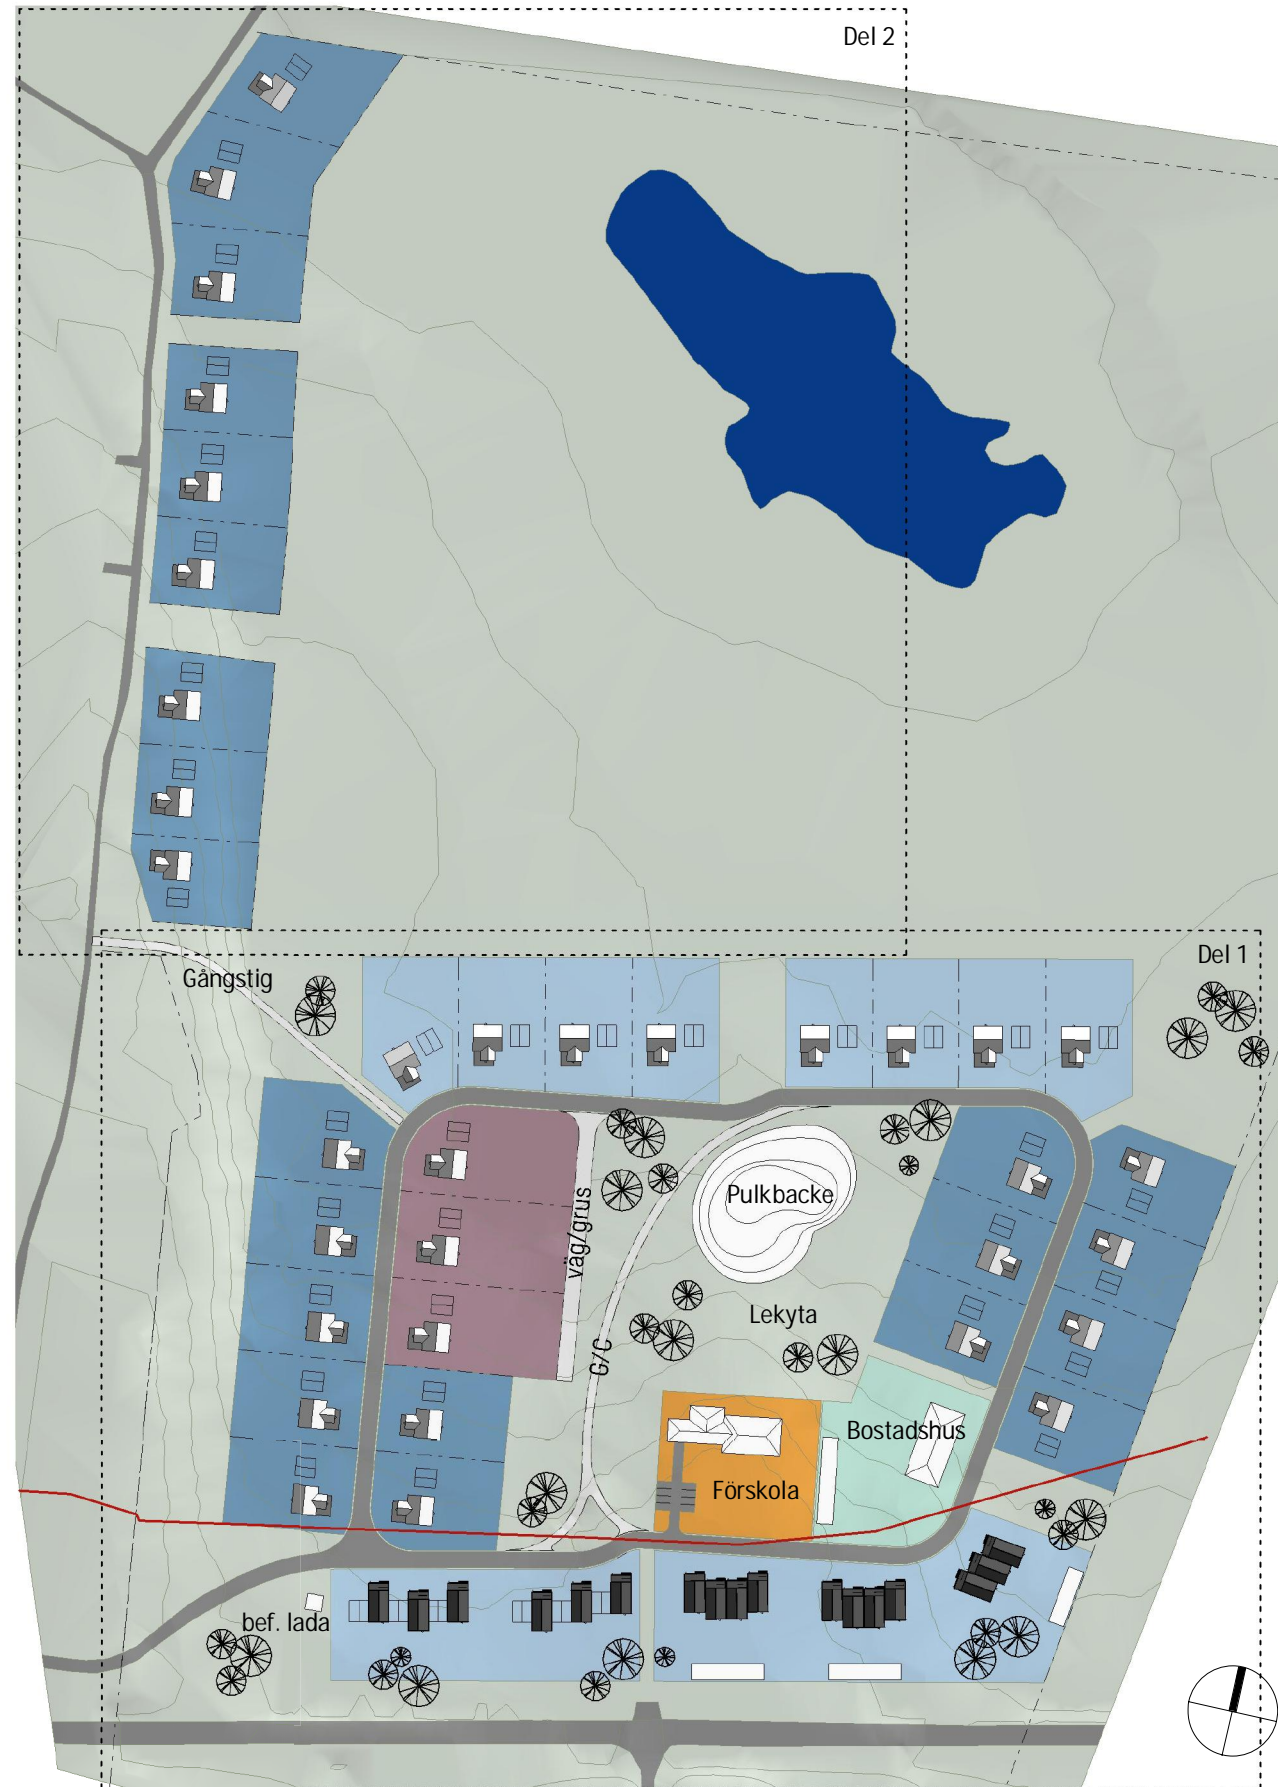 Del 2
Del 1
Gångstig
väg/grus
Pulkbacke
Lekyta
G/C
Bostadshus
Förskola
bef. lada